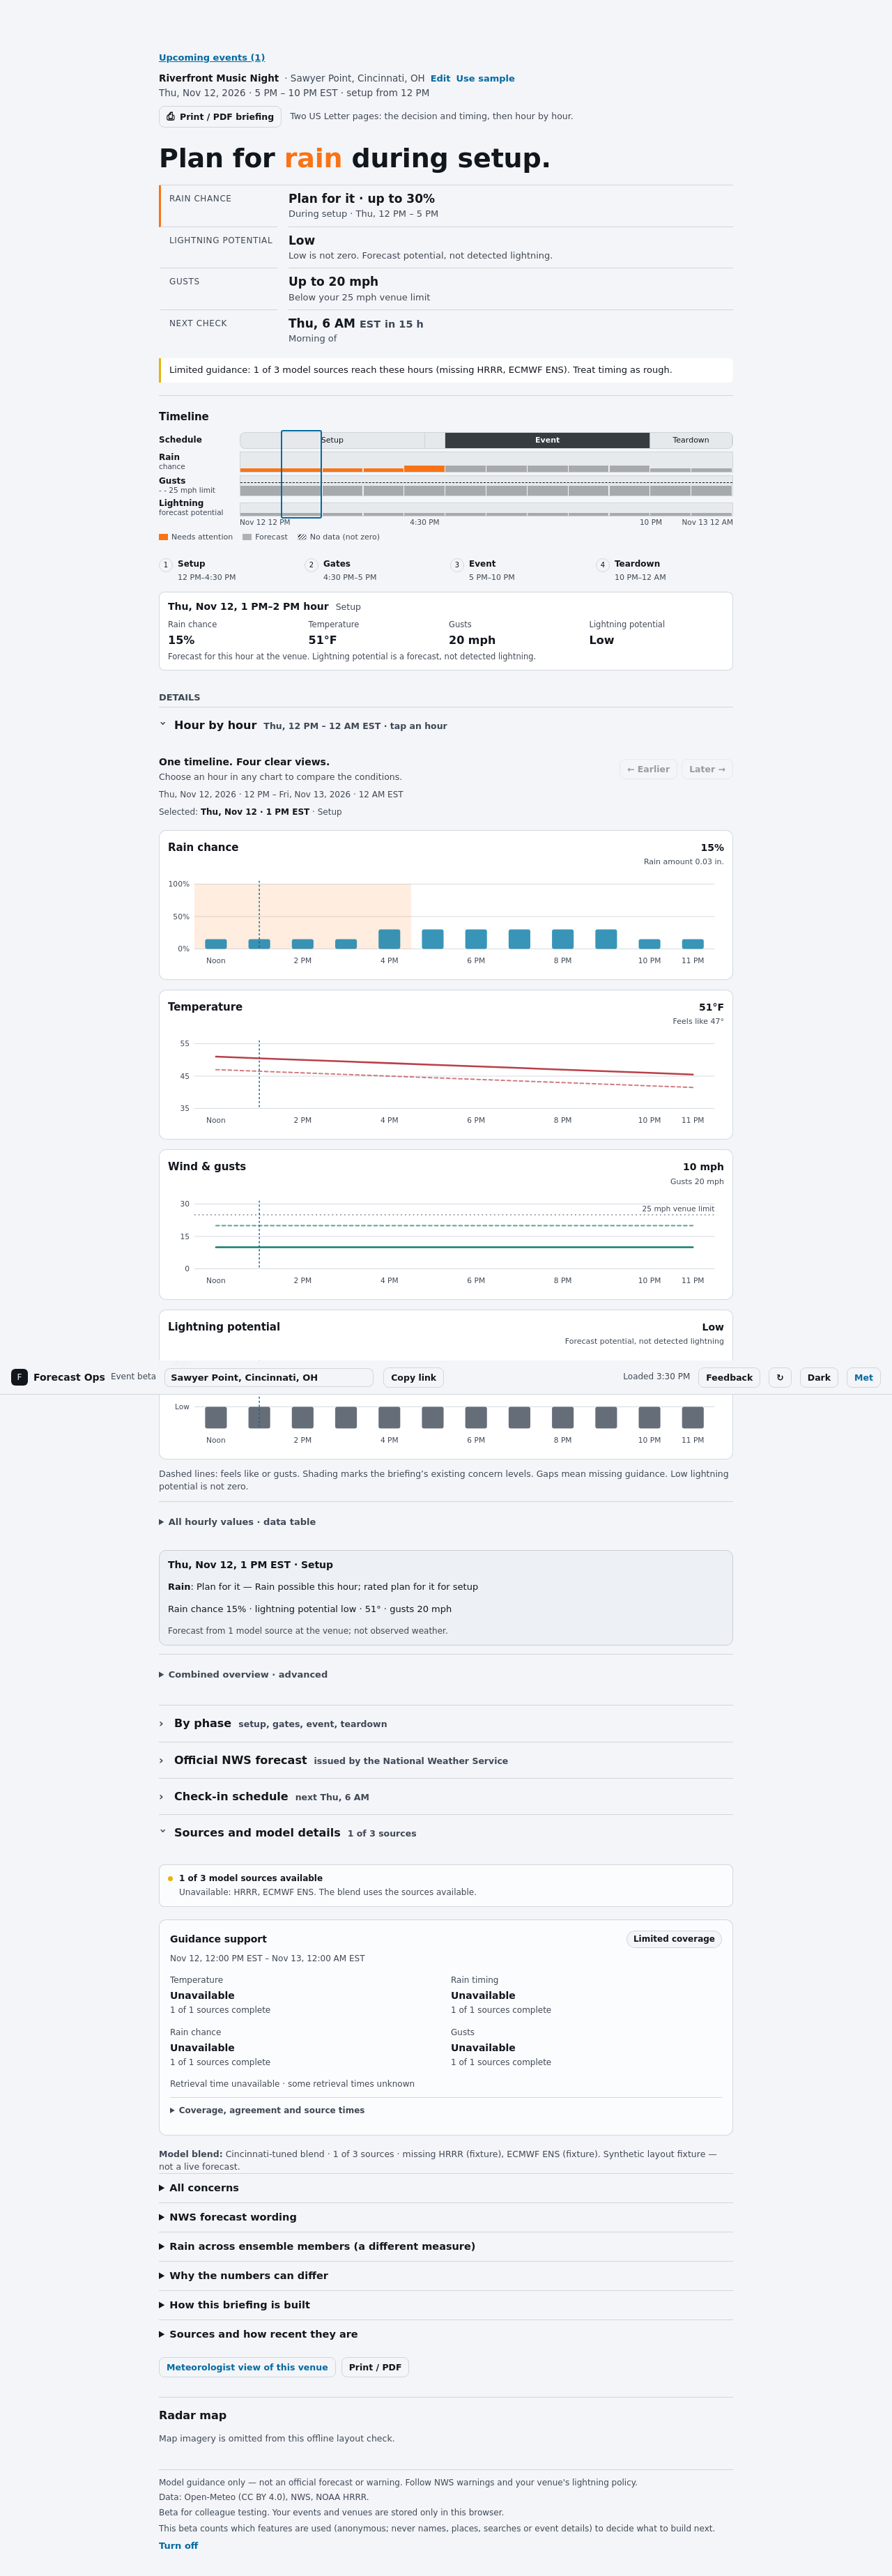 Upcoming events (1)
Riverfront Music Night · Sawyer Point, Cincinnati, OH Edit Use sample
Thu, Nov 12, 2026 · 5 PM – 10 PM EST · setup from 12 PM
⎙ Print / PDF briefing Two US Letter pages: the decision and timing, then hour by hour.
Plan for rain during setup.
RAIN CHANCE Plan for it · up to 30%
During setup · Thu, 12 PM – 5 PM
LIGHTNING POTENTIAL Low
Low is not zero. Forecast potential, not detected lightning.
GUSTS Up to 20 mph
Below your 25 mph venue limit
NEXT CHECK Thu, 6 AM EST in 15 h
Morning of
Limited guidance: 1 of 3 model sources reach these hours (missing HRRR, ECMWF ENS). Treat timing as rough.
Timeline
Schedule Setup Event Teardown
Rain
chance
Gusts
- - 25 mph limit
Lightning
forecast potential
Nov 12 12 PM 4:30 PM 10 PM Nov 13 12 AM
Needs attention Forecast No data (not zero)
1 Setup 2 Gates 3 Event 4 Teardown
12 PM–4:30 PM 4:30 PM–5 PM 5 PM–10 PM 10 PM–12 AM
Thu, Nov 12, 1 PM–2 PM hour Setup
Rain chance Temperature Gusts Lightning potential
15% 51°F 20 mph Low
Forecast for this hour at the venue. Lightning potential is a forecast, not detected lightning.
DETAILS
Hour by hour Thu, 12 PM – 12 AM EST · tap an hour
One timeline. Four clear views.
Choose an hour in any chart to compare the conditions.
← Earlier Later →
Thu, Nov 12, 2026 · 12 PM – Fri, Nov 13, 2026 · 12 AM EST
Selected: Thu, Nov 12 · 1 PM EST · Setup
Rain chance 15%
Rain amount 0.03 in.
100%
50%
0%
Noon 2 PM 4 PM 6 PM 8 PM 10 PM 11 PM
Temperature 51°F
Feels like 47°
55
45
35
Noon 2 PM 4 PM 6 PM 8 PM 10 PM 11 PM
Wind & gusts 10 mph
Gusts 20 mph
30
25 mph venue limit
15
0
Noon 2 PM 4 PM 6 PM 8 PM 10 PM 11 PM
Lightning potential Low
Forecast potential, not detected lightning
F Forecast Ops Event beta Sawyer Point, Cincinnati, OH Copy link Loaded 3:30 PM Feedback ↻ Dark Met
Low
Noon 2 PM 4 PM 6 PM 8 PM 10 PM 11 PM
Dashed lines: feels like or gusts. Shading marks the briefing’s existing concern levels. Gaps mean missing guidance. Low lightning
potential is not zero.
All hourly values · data table
Thu, Nov 12, 1 PM EST · Setup
Rain: Plan for it — Rain possible this hour; rated plan for it for setup
Rain chance 15% · lightning potential low · 51° · gusts 20 mph
Forecast from 1 model source at the venue; not observed weather.
Combined overview · advanced
By phase setup, gates, event, teardown
Official NWS forecast issued by the National Weather Service
Check-in schedule next Thu, 6 AM
Sources and model details 1 of 3 sources
1 of 3 model sources available
Unavailable: HRRR, ECMWF ENS. The blend uses the sources available.
Guidance support Limited coverage
Nov 12, 12:00 PM EST – Nov 13, 12:00 AM EST
Temperature Rain timing
Unavailable Unavailable
1 of 1 sources complete 1 of 1 sources complete
Rain chance Gusts
Unavailable Unavailable
1 of 1 sources complete 1 of 1 sources complete
Retrieval time unavailable · some retrieval times unknown
Coverage, agreement and source times
Model blend: Cincinnati-tuned blend · 1 of 3 sources · missing HRRR (fixture), ECMWF ENS (fixture). Synthetic layout fixture —
not a live forecast.
All concerns
NWS forecast wording
Rain across ensemble members (a different measure)
Why the numbers can differ
How this briefing is built
Sources and how recent they are
Meteorologist view of this venue Print / PDF
Radar map
Map imagery is omitted from this offline layout check.
Model guidance only — not an official forecast or warning. Follow NWS warnings and your venue's lightning policy.
Data: Open-Meteo (CC BY 4.0), NWS, NOAA HRRR.
Beta for colleague testing. Your events and venues are stored only in this browser.
This beta counts which features are used (anonymous; never names, places, searches or event details) to decide what to build next.
Turn off